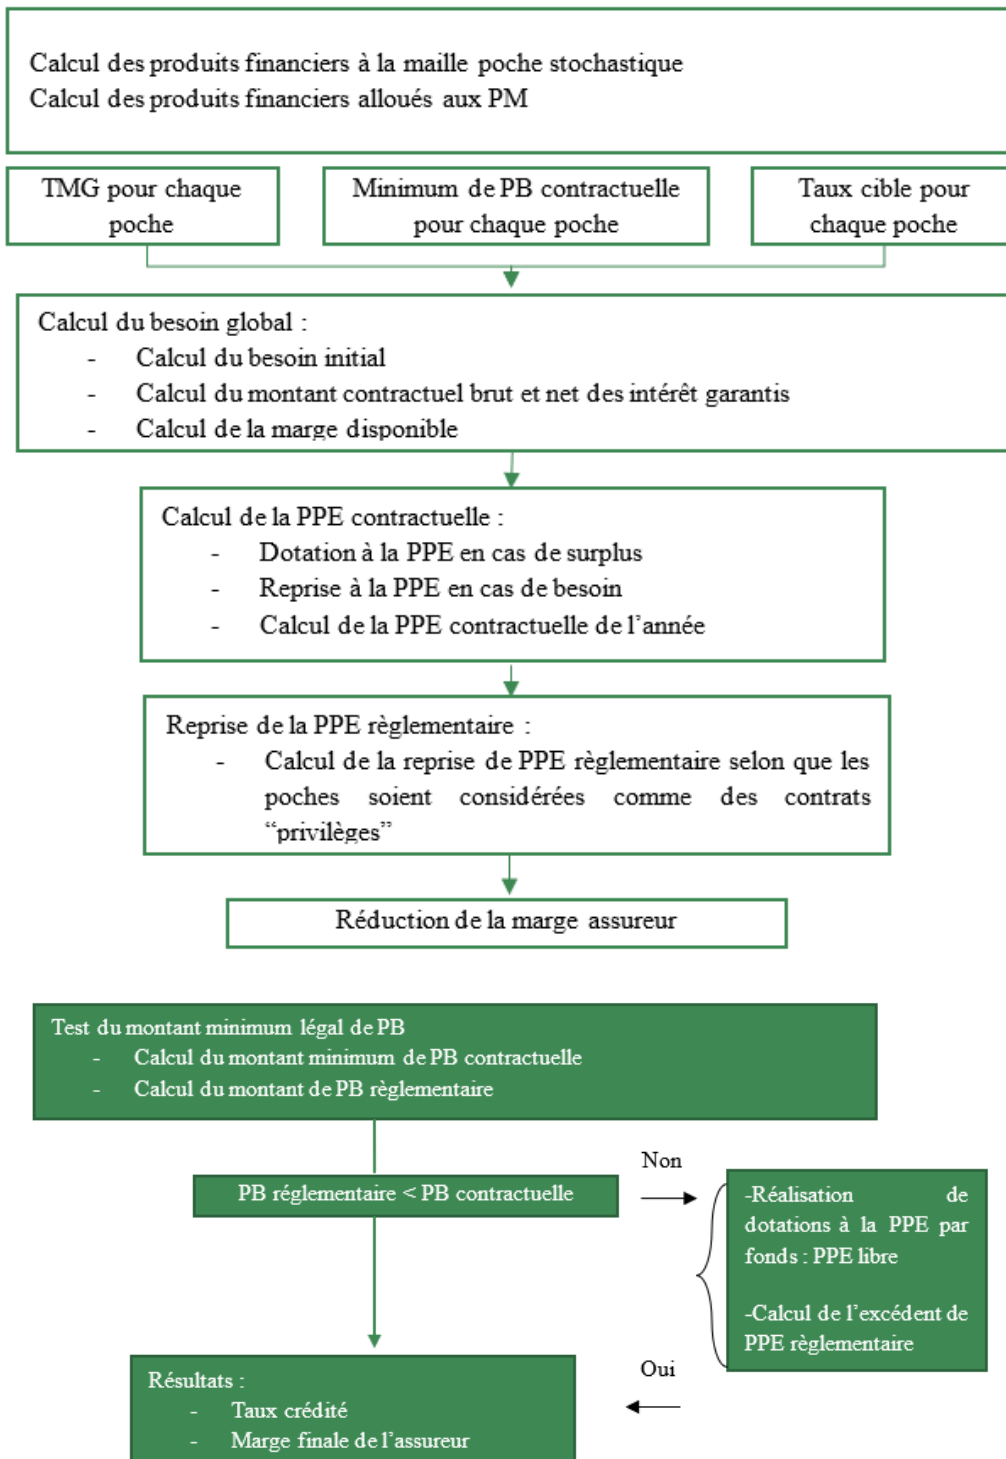 Calcul des produits financiers à la maille poche stochastique
Calcul des produits financiers alloués aux PM
TMG pour chaque
poche
Minimum de PB contractuelle
pour chaque poche
Taux cible pour
chaque poche
Calcul du besoin global :
- Calcul du besoin initial
- Calcul du montant contractuel brut et net des intérêt garantis
- Calcul de la marge disponible
Calcul de la PPE contractuelle :
- Dotation à la PPE en cas de surplus
- Reprise à la PPE en cas de besoin
- Calcul de la PPE contractuelle de l'année
Reprise de la PPE règlementaire :
- Calcul de la reprise de PPE règlementaire selon que les
poches soient considérées comme des contrats
“privilèges”
Réduction de la marge assureur
Test du montant minimum légal de PB
- Calcul du montant minimum de PB contractuelle
- Calcul du montant de PB règlementaire
PB réglementaire < PB contractuelle
Non
-Réalisation de
dotations à la PPE par
fonds : PPE libre
-Calcul de l'excédent de
PPE règlementaire
Oui
Résultats :
- Taux crédité
- Marge finale de l'assureur